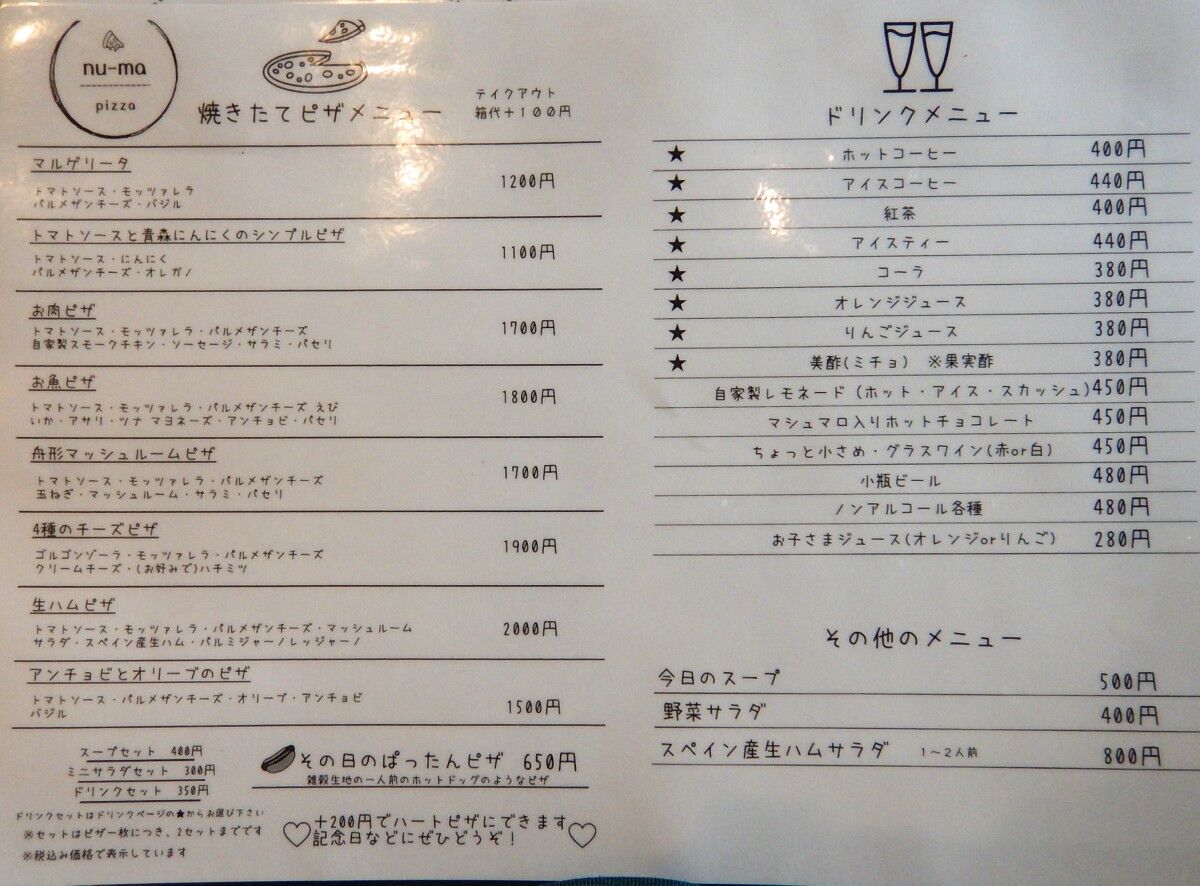 nu-ma
pizza
焼きたてピザメニュー
テイクアウト
箱代+100円
マルゲリータ
トマトソース・モッツァレラ
パルメザンチーズ・バジル
1200円
トマトソースと青森にんにくのシンプルピザ
トマトソース・にんにく
パルメザンチーズ・オレガノ
1100円
お肉ピザ
トマトソース・モッツァレラ・パルメザンチーズ
自家製スモークチキン・ソーセージ・サラミ・パセリ
1700円
お魚ピザ
トマトソース・モッツァレラ・パルメザンチーズ えび
いか・アサリ・ツナ マヨネーズ・アンチョビ・パセリ
1800円
舟形マッシュルームピザ
トマトソース・モッツァレラ・パルメザンチーズ
玉ねぎ・マッシュルーム・サラミ・パセリ
1700円
4種のチーズピザ
ゴルゴンゾーラ・モッツァレラ・パルメザンチーズ
クリームチーズ・(お好みで)ハチミツ
1900円
生ハムピザ
トマトソース・モッツァレラ・パルメザンチーズ・マッシュルーム
サラダ・スペイン産生ハム・パルミジャーノレッジャーノ
2000円
アンチョビとオリーブのピザ
トマトソース・パルメザンチーズ・オリーブ・アンチョビ
バジル
1500円
スープセット 400円
ミニサラダセット 300円
ドリンクセット 350円
ドリンクセットはドリンクページの★からお選び下さい
※セットはピザ一枚につき、2セットまでです
※税込み価格で表示しています
その日のぱったんピザ 650円
雑穀生地の一人前のホットドッグのようなピザ
+200円でハートピザにできます
記念日などにぜひどうぞ!
ドリンクメニュー
★ ホットコーヒー 400円
★ アイスコーヒー 440円
★ 紅茶 400円
★ アイスティー 440円
★ コーラ 380円
★ オレンジジュース 380円
★ りんごジュース 380円
★ 美酢(ミチョ) ※果実酢 380円
自家製レモネード (ホット・アイス・スカッシュ) 450円
マシュマロ入りホットチョコレート 450円
ちょっと小さめ・グラスワイン(赤or白) 450円
小瓶ビール 480円
ノンアルコール各種 480円
お子さまジュース(オレンジorりんご) 280円
その他のメニュー
今日のスープ 500円
野菜サラダ 400円
スペイン産生ハムサラダ 1~2人前 800円